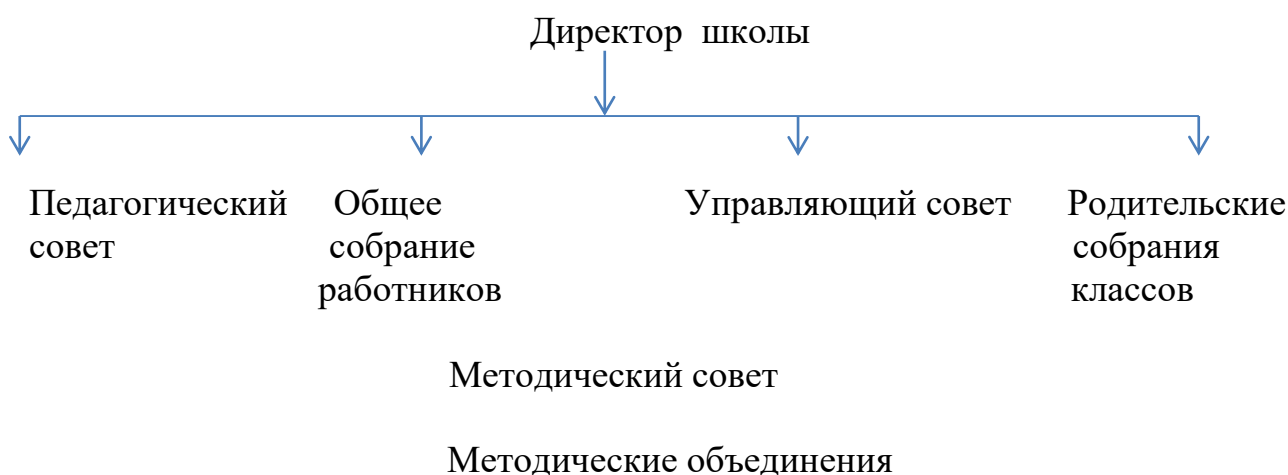 Директор школы
Педагогический совет
Общее собрание работников
Управляющий совет
Родительские собрания классов
Методический совет
Методические объединения